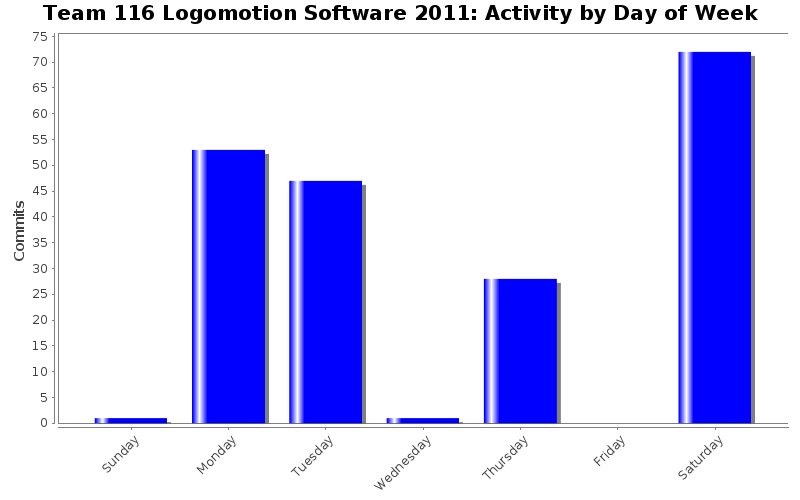 Team 116 Logomotion Software 2011: Activity by Day of Week
75
70
65
60
55
50
45
40
35
30
25
20
15
10
5
0
Commits
Sunday
Monday
Tuesday
Wednesday
Thursday
Friday
Saturday